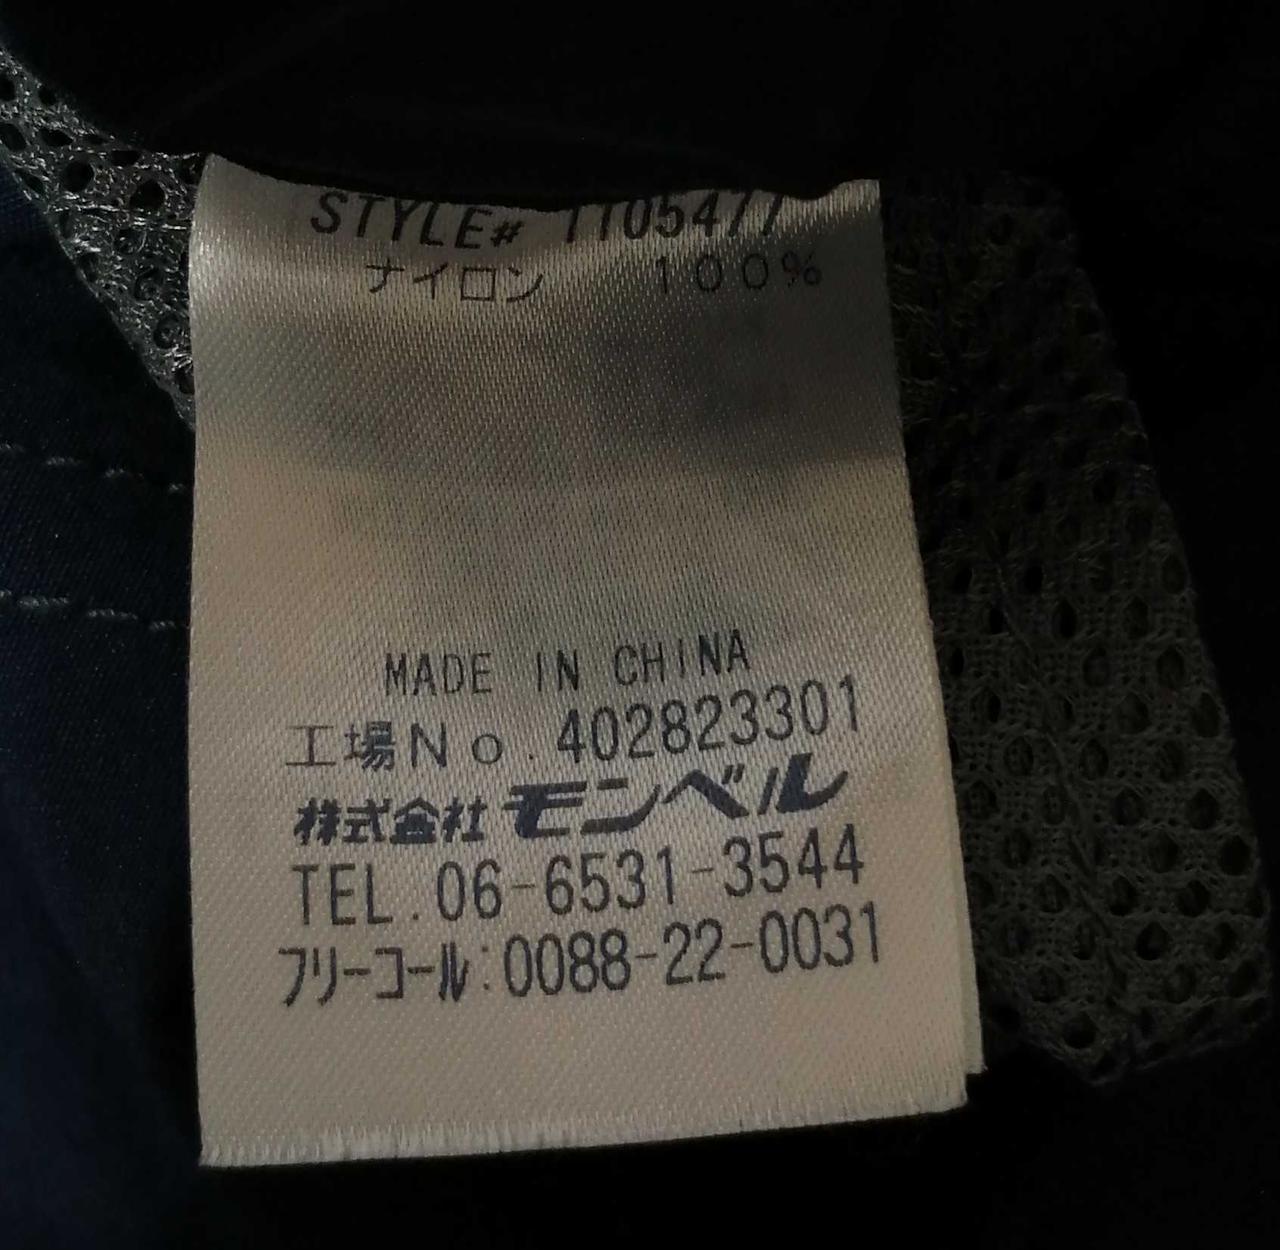 STYLE# 1105477
ナイロン 100%
MADE IN CHINA
工場No.402823301
株式会社モンベル
TEL.06-6531-3544
フリーコール:0088-22-0031